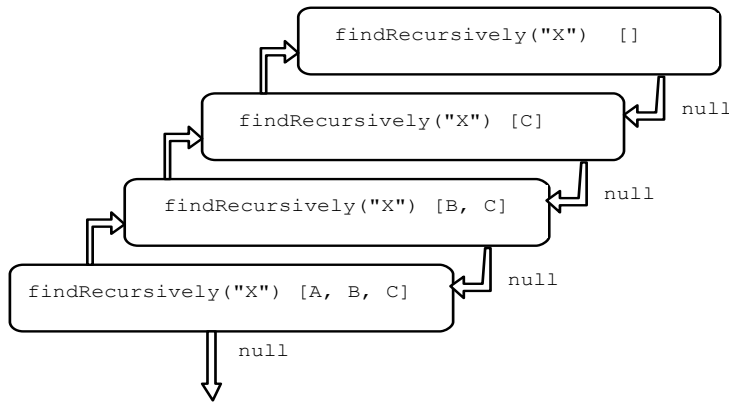 findRecursively("X") []
null
findRecursively("X") [C]
null
findRecursively("X") [B, C]
null
findRecursively("X") [A, B, C]
null